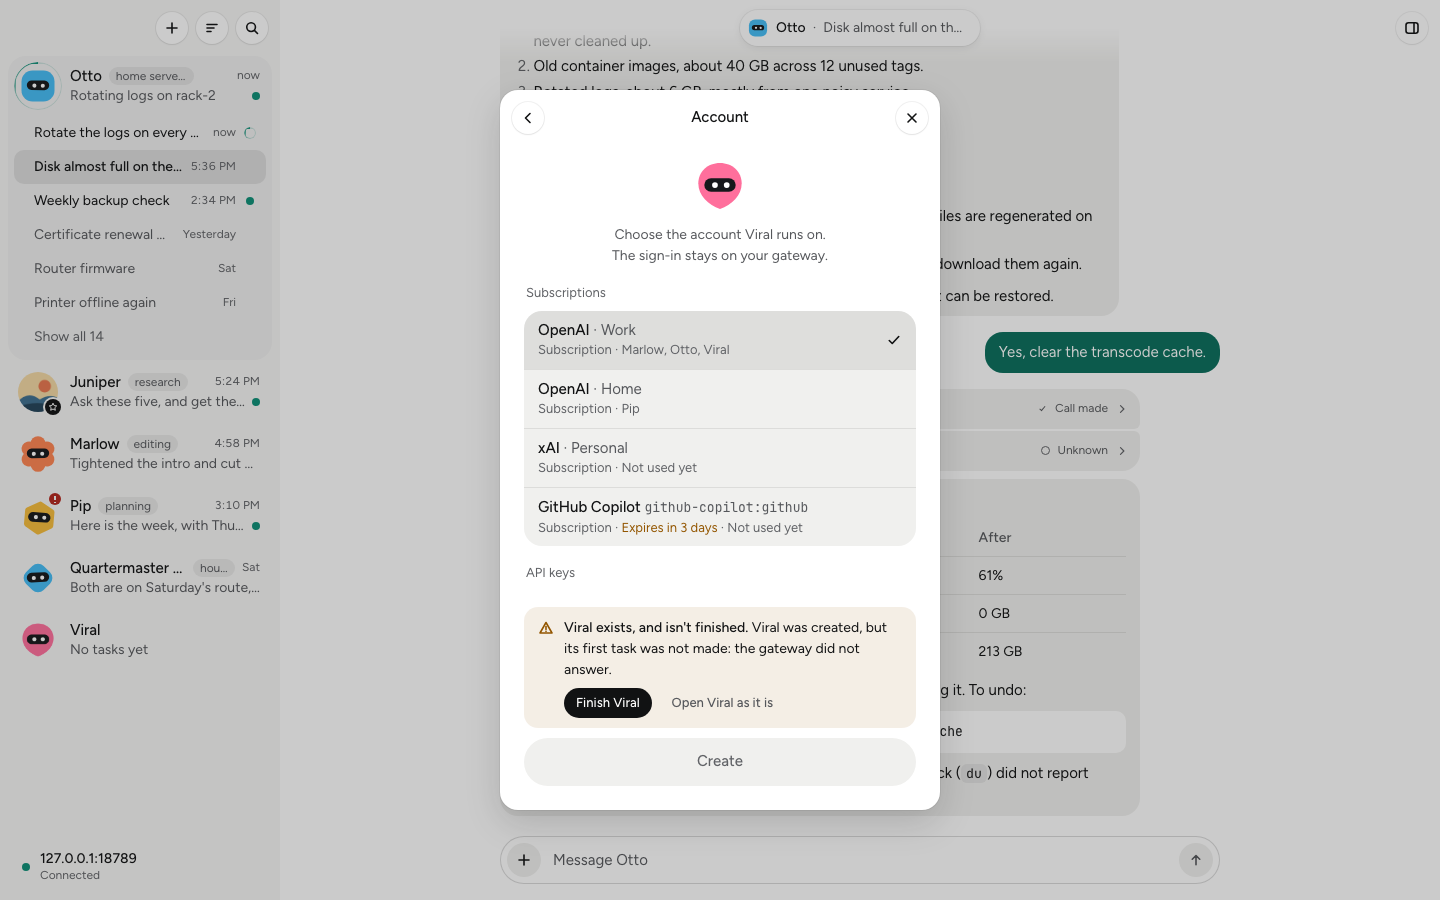 Otto home serve... now
Rotating logs on rack-2
Rotate the logs on every ... now
Disk almost full on the... 5:36 PM
Weekly backup check 2:34 PM
Certificate renewal ... Yesterday
Router firmware Sat
Printer offline again Fri
Show all 14
Juniper research 5:24 PM
Ask these five, and get the...
Marlow editing 4:58 PM
Tightened the intro and cut ...
Pip planning 3:10 PM
Here is the week, with Thu...
Quartermaster ... hou... Sat
Both are on Saturday's route,...
Viral
No tasks yet
127.0.0.1:18789
Connected
Otto · Disk almost full on th...
never cleaned up.
2. Old container images, about 40 GB across 12 unused tags.
iles are regenerated on
download them again.
can be restored.
Yes, clear the transcode cache.
Call made
Unknown
After
61%
0 GB
213 GB
g it. To undo:
che
ck (du) did not report
Message Otto
Account
Choose the account Viral runs on.
The sign-in stays on your gateway.
Subscriptions
OpenAI · Work
Subscription · Marlow, Otto, Viral
OpenAI · Home
Subscription · Pip
xAI · Personal
Subscription · Not used yet
GitHub Copilot github-copilot:github
Subscription · Expires in 3 days · Not used yet
API keys
Viral exists, and isn't finished. Viral was created, but
its first task was not made: the gateway did not
answer.
Finish Viral Open Viral as it is
Create